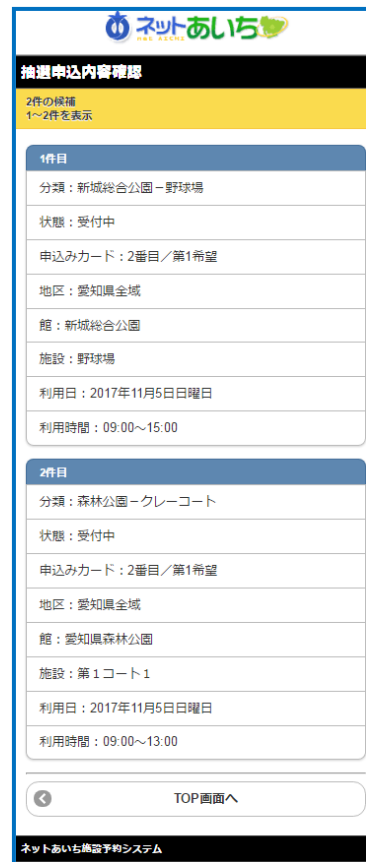 ネットあいち
抽選申込内容確認
2件の候補
1～2件を表示
1件目
分類：新城総合公園－野球場
状態：受付中
申込みカード：2番目／第1希望
地区：愛知県全域
館：新城総合公園
施設：野球場
利用日：2017年11月5日日曜日
利用時間：09:00～15:00
2件目
分類：森林公園－クレーコート
状態：受付中
申込みカード：2番目／第1希望
地区：愛知県全域
館：愛知県森林公園
施設：第１コート１
利用日：2017年11月5日日曜日
利用時間：09:00～13:00
TOP画面へ
ネットあいち施設予約システム